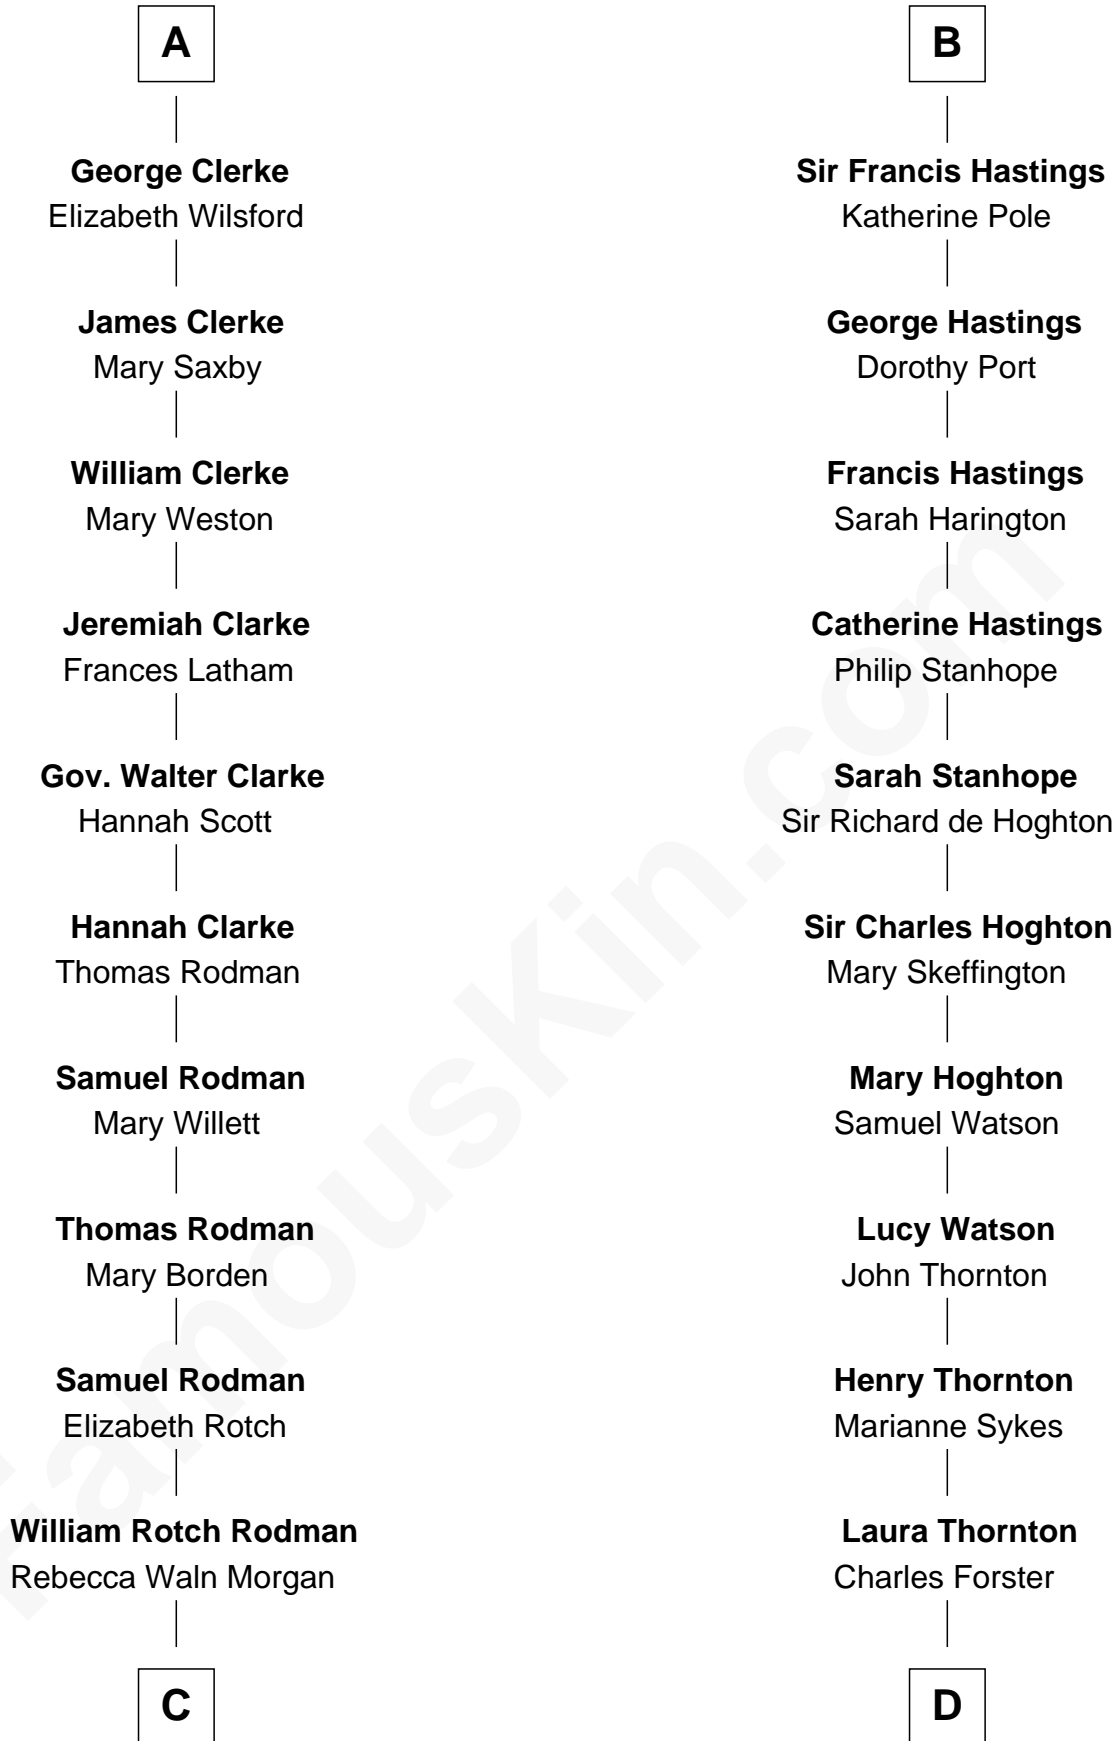 A
George Clerke
Elizabeth Wilsford
James Clerke
Mary Saxby
William Clerke
Mary Weston
Jeremiah Clarke
Frances Latham
Gov. Walter Clarke
Hannah Scott
Hannah Clarke
Thomas Rodman
Samuel Rodman
Mary Willett
Thomas Rodman
Mary Borden
Samuel Rodman
Elizabeth Rotch
William Rotch Rodman
Rebecca Waln Morgan
C
B
Sir Francis Hastings
Katherine Pole
George Hastings
Dorothy Port
Francis Hastings
Sarah Harington
Catherine Hastings
Philip Stanhope
Sarah Stanhope
Sir Richard de Hoghton
Sir Charles Hoghton
Mary Skeffington
Mary Hoghton
Samuel Watson
Lucy Watson
John Thornton
Henry Thornton
Marianne Sykes
Laura Thornton
Charles Forster
D
FamousKin.com